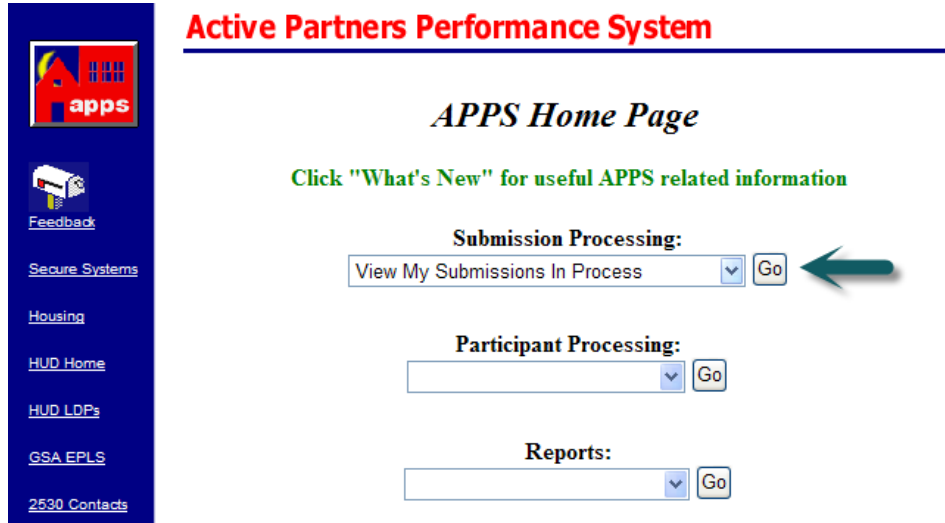 Active Partners Performance System
apps
APPS Home Page
Click "What's New" for useful APPS related information
Feedback
Submission Processing:
View My Submissions In Process
Go
Secure Systems
Housing
Participant Processing:
Go
HUD Home
HUD LDPs
Reports:
Go
GSA EPLS
2530 Contacts